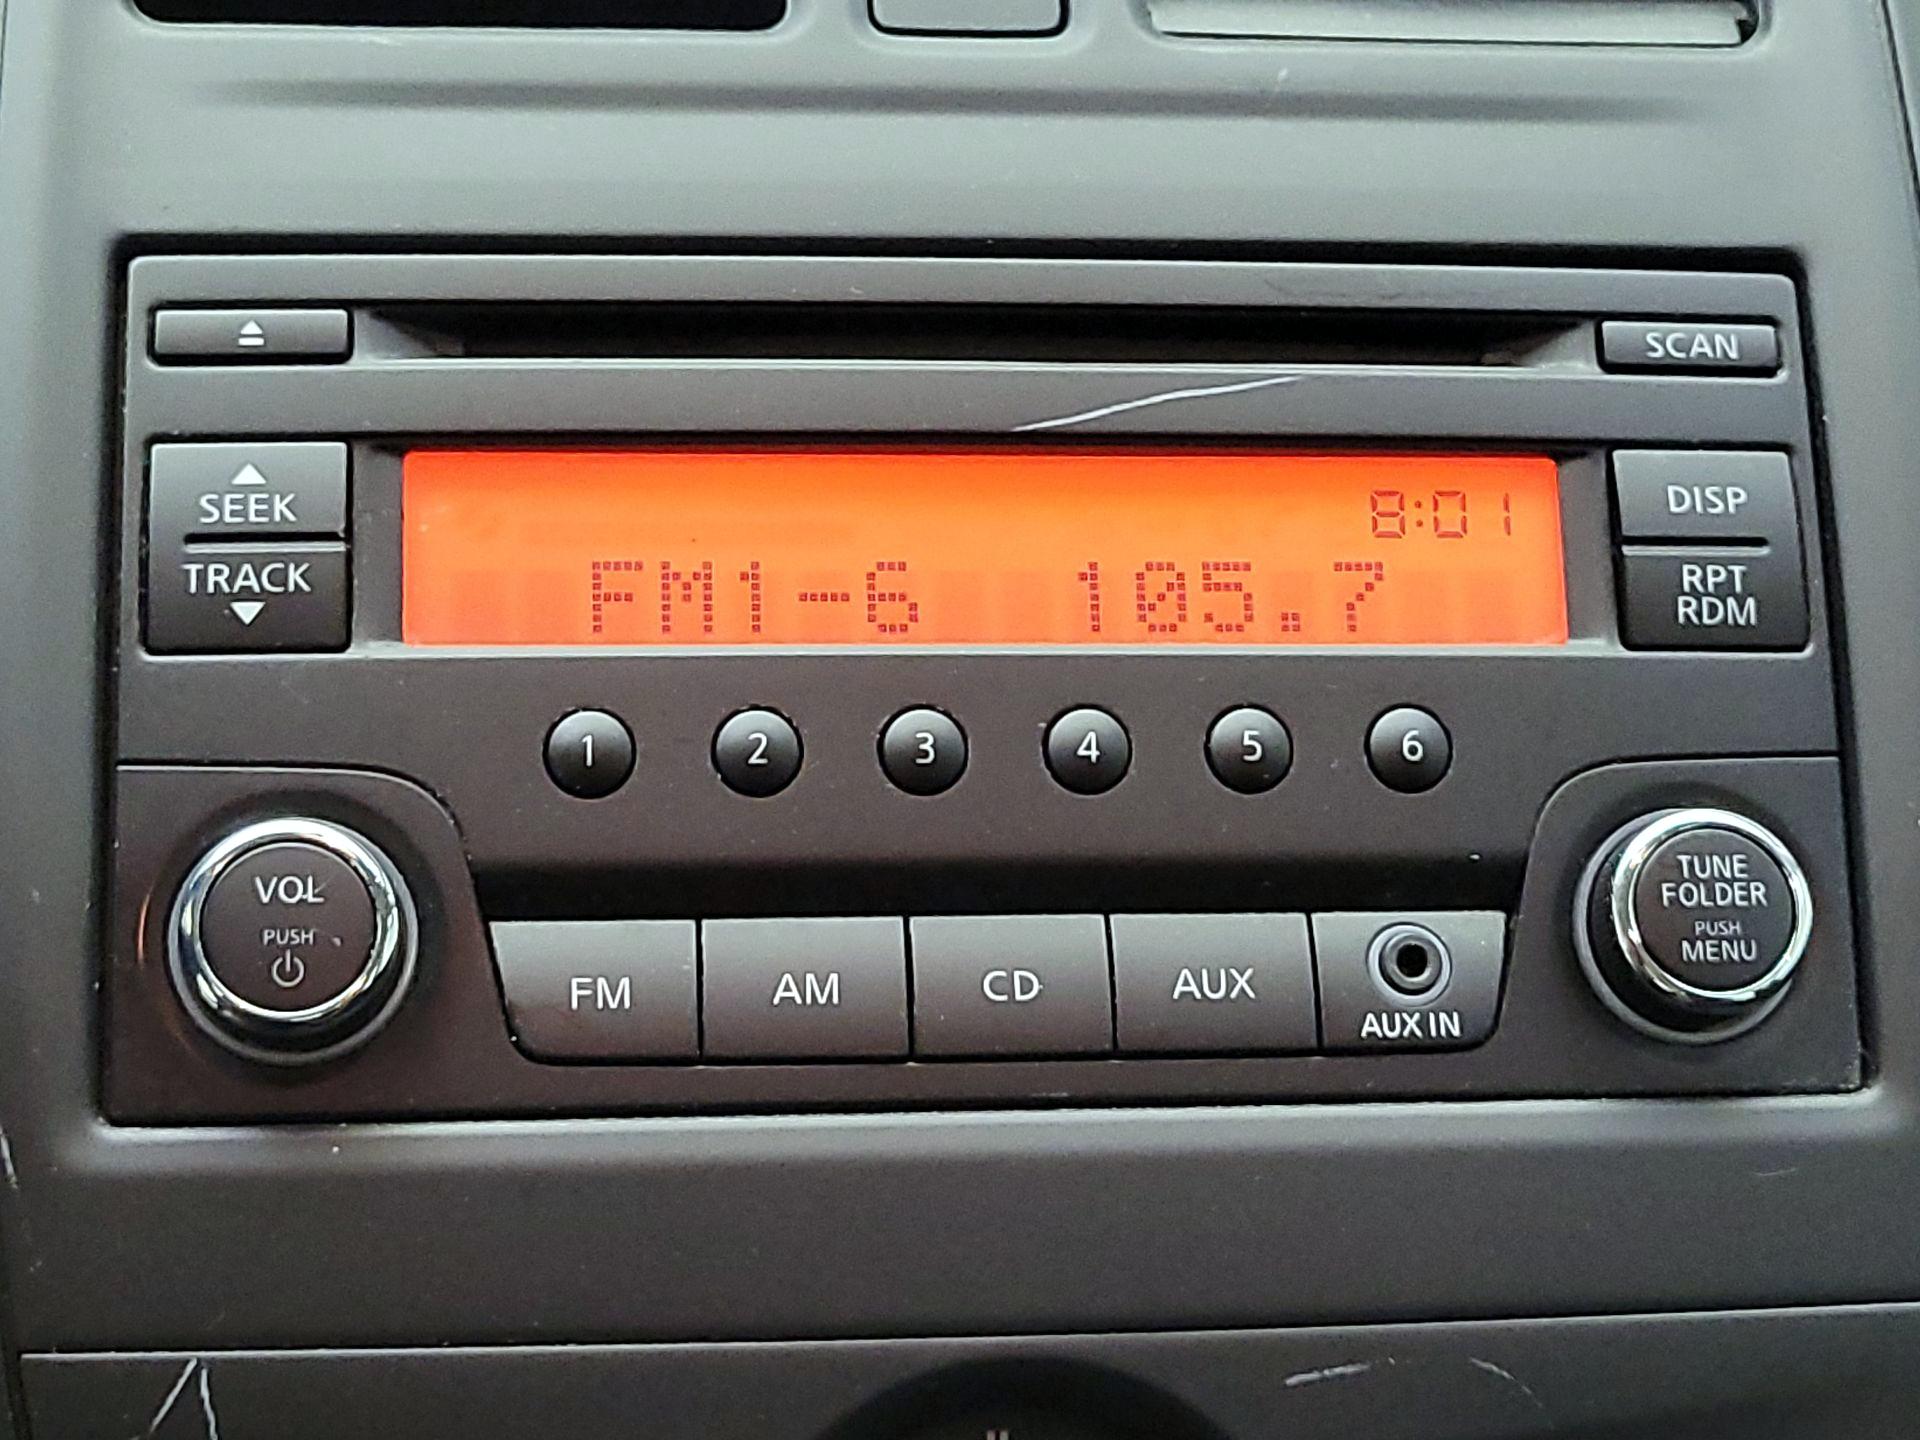 SCAN
SEEK
TRACK
8:01
FM1-6 105.7
DISP
RPT
RDM
1 2 3 4 5 6
VOL
PUSH
FM AM CD AUX
AUX IN
TUNE
FOLDER
PUSH
MENU